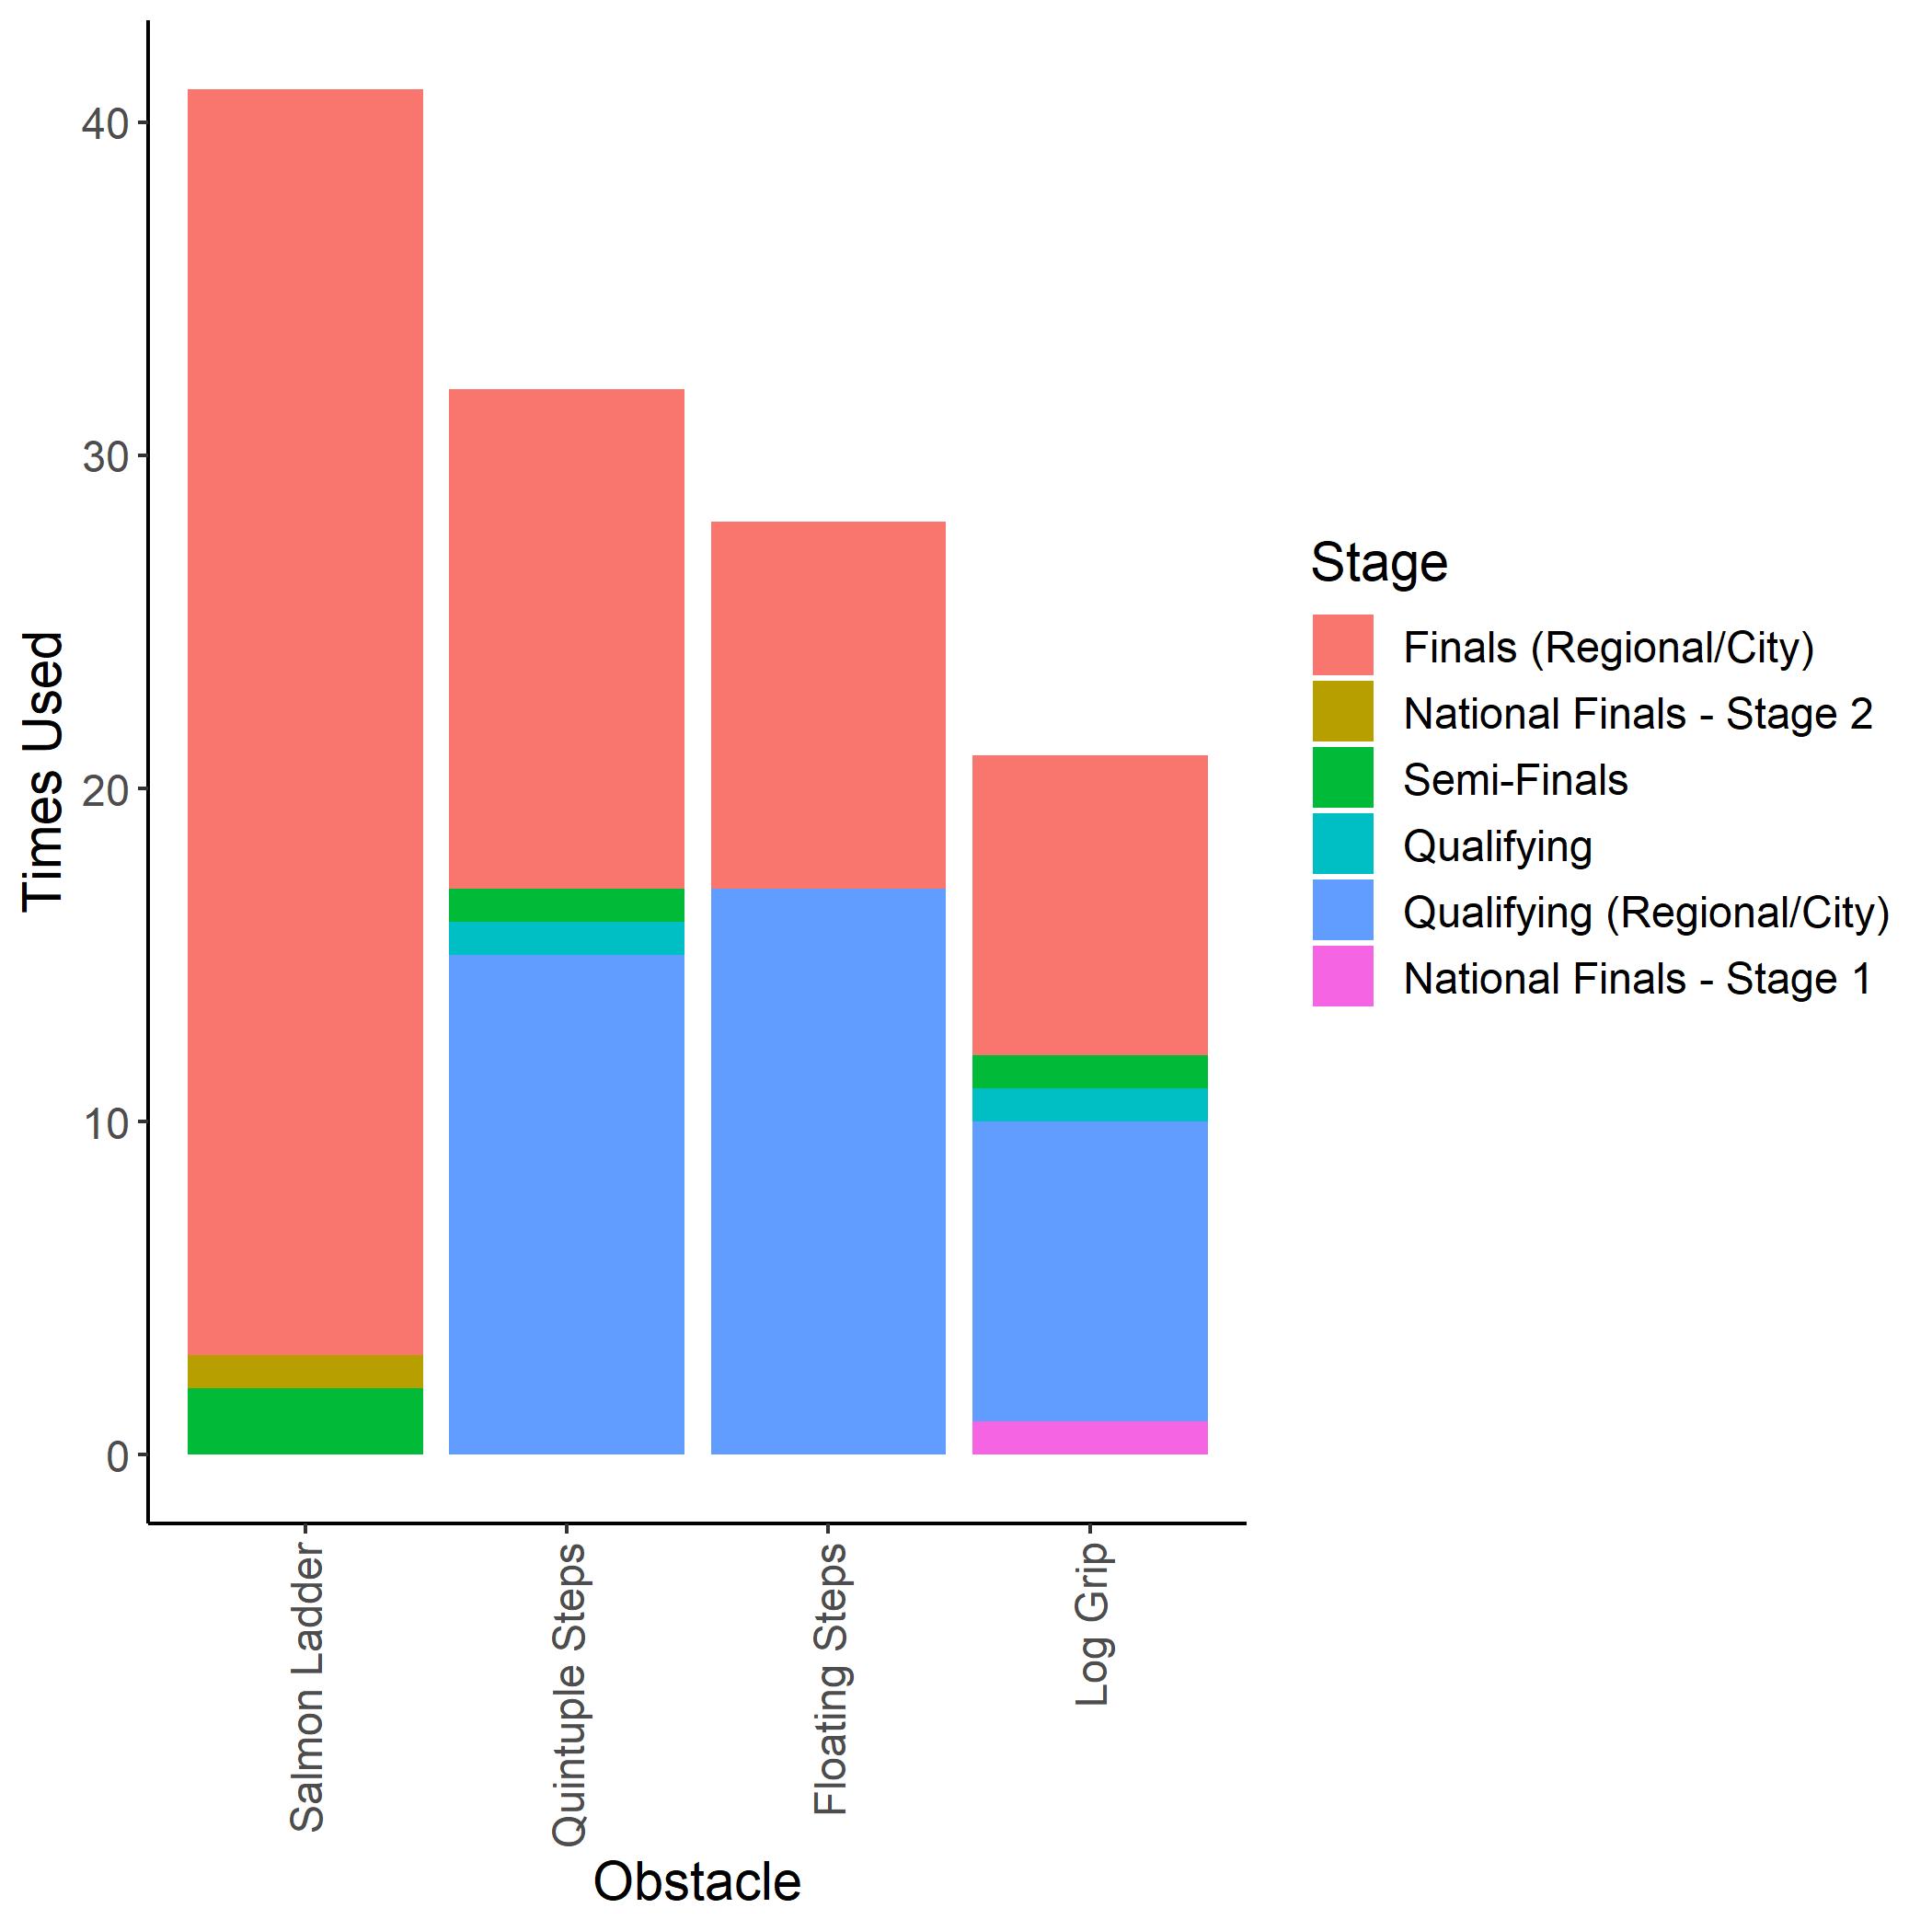 40
30
20
10
0
Times Used
Salmon Ladder
Quintuple Steps
Floating Steps
Log Grip
Obstacle
Stage
Finals (Regional/City)
National Finals - Stage 2
Semi-Finals
Qualifying
Qualifying (Regional/City)
National Finals - Stage 1